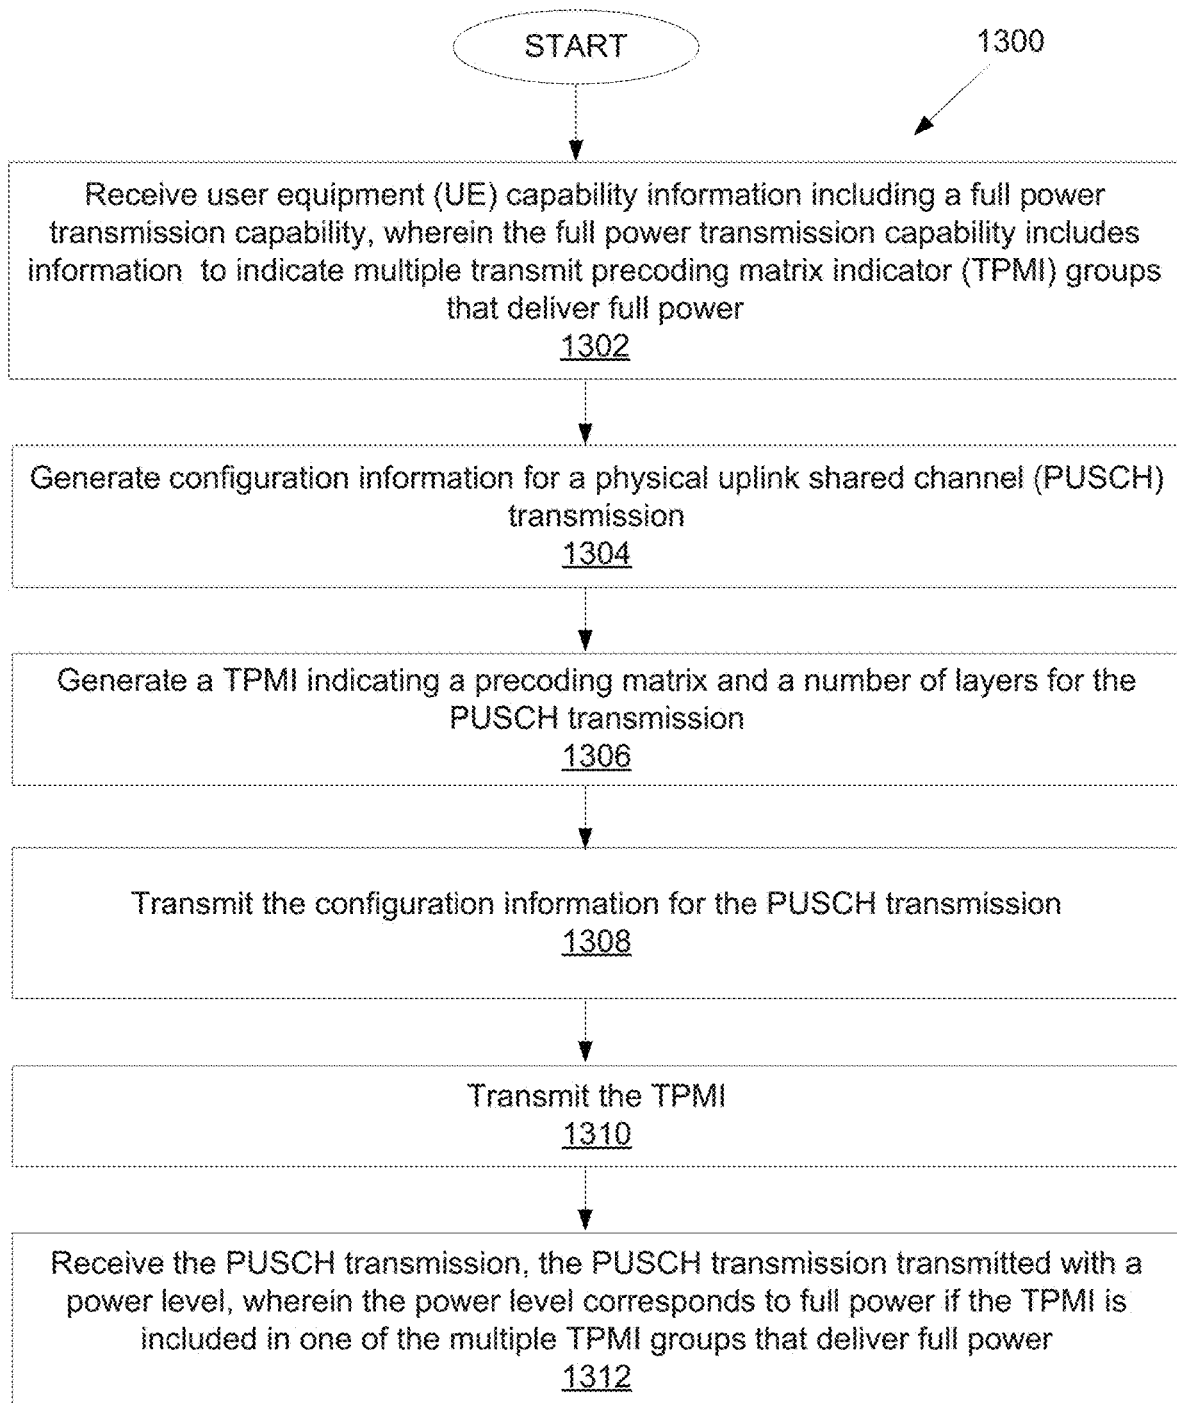 START
1300
Receive user equipment (UE) capability information including a full power
transmission capability, wherein the full power transmission capability includes
information to indicate multiple transmit precoding matrix indicator (TPMI) groups
that deliver full power
1302
Generate configuration information for a physical uplink shared channel (PUSCH)
transmission
1304
Generate a TPMI indicating a precoding matrix and a number of layers for the
PUSCH transmission
1306
Transmit the configuration information for the PUSCH transmission
1308
Transmit the TPMI
1310
Receive the PUSCH transmission, the PUSCH transmission transmitted with a
power level, wherein the power level corresponds to full power if the TPMI is
included in one of the multiple TPMI groups that deliver full power
1312